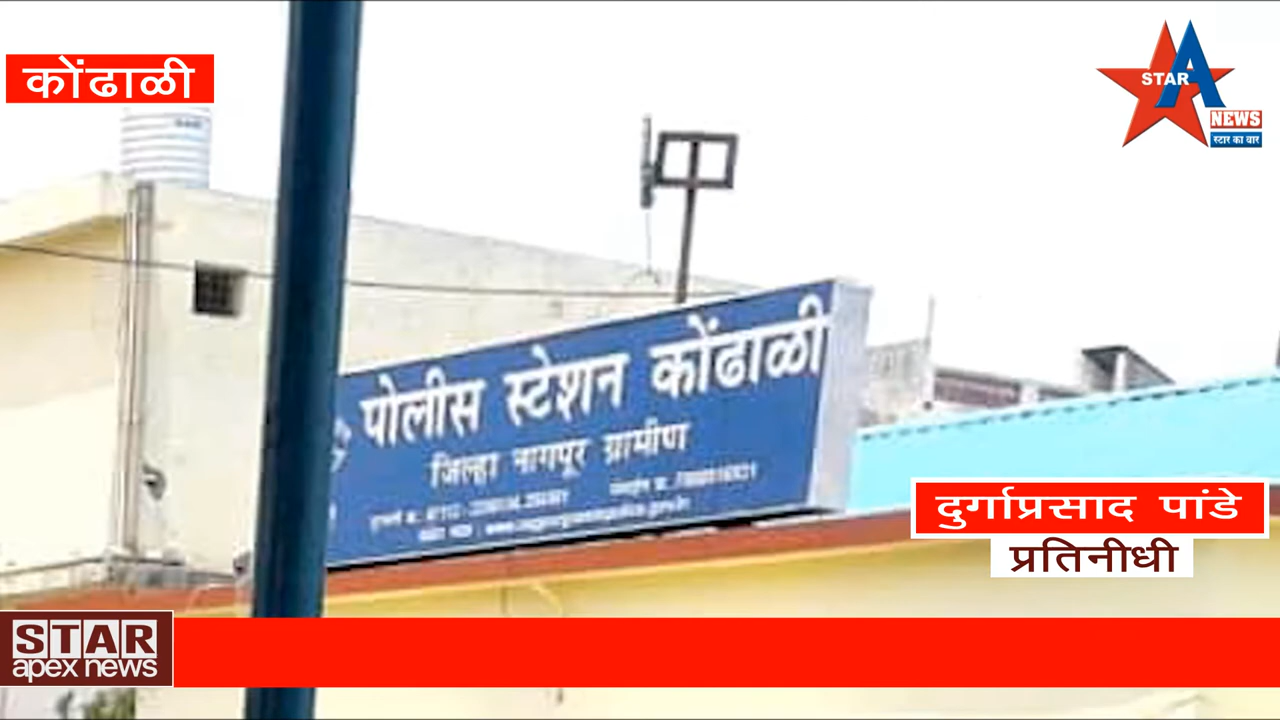 कोंढाळी
STAR
A
NEWS
स्टार का वार
पोलीस स्टेशन कोंढाळी
जिल्हा नागपूर ग्रामीण
दुर्गाप्रसाद पांडे
प्रतिनीधी
STAR
apex news